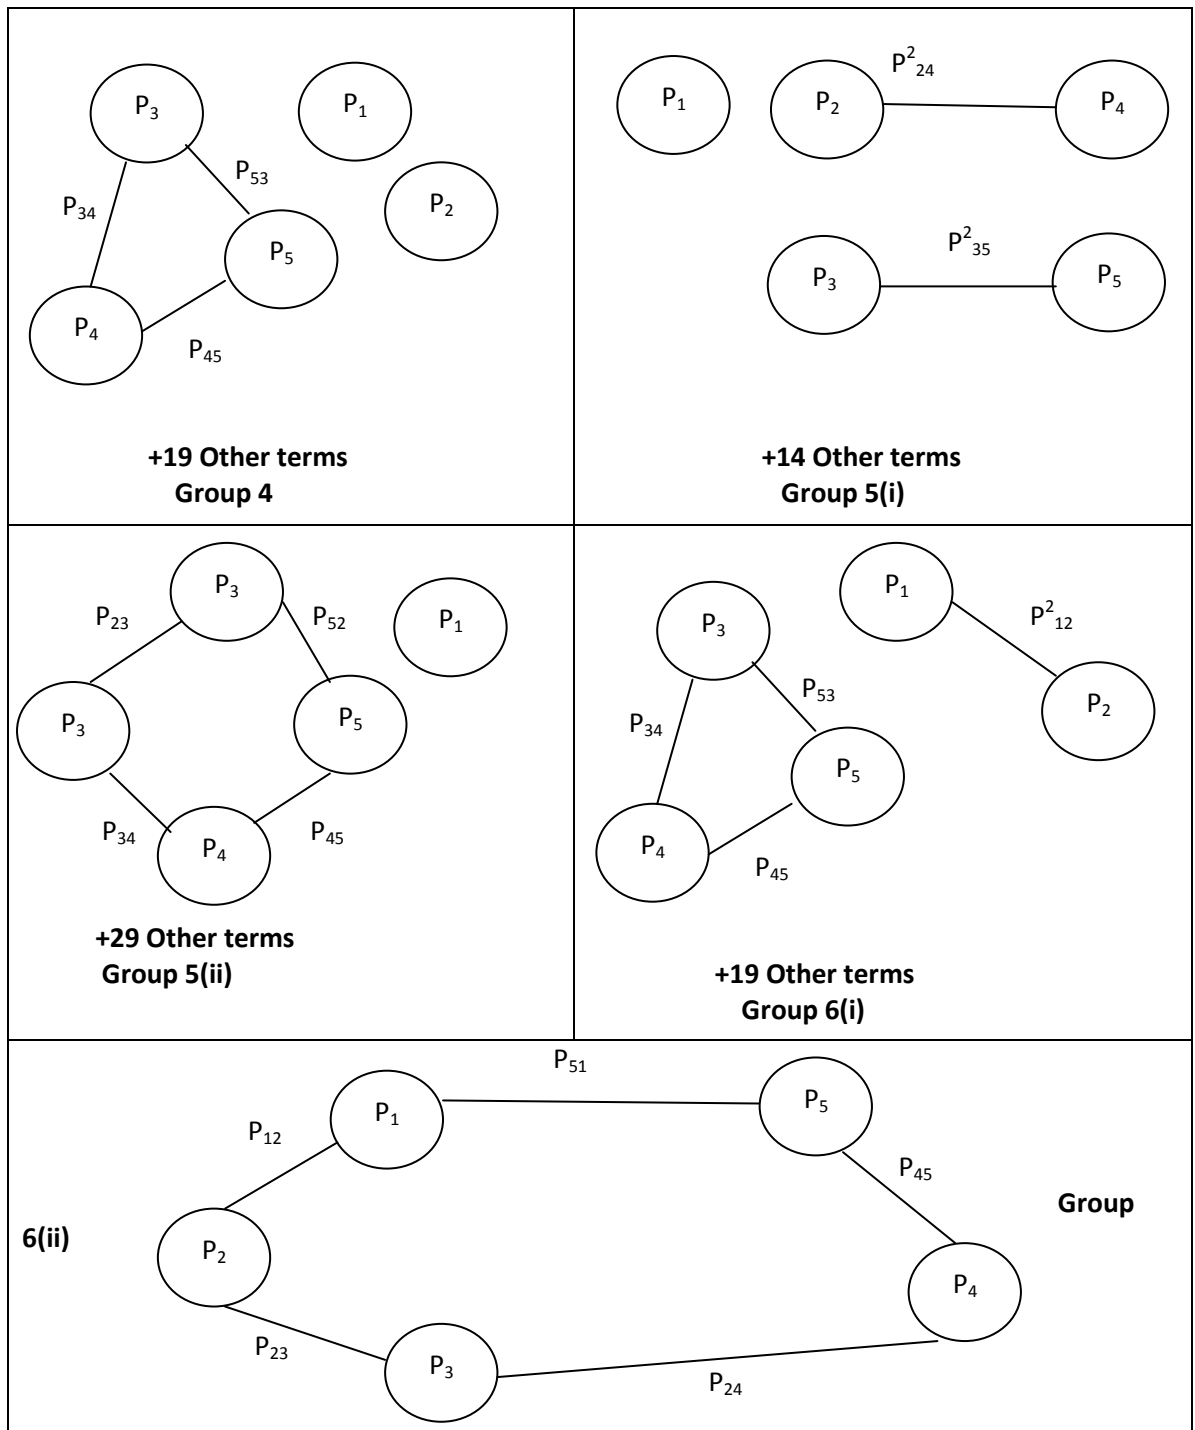 P₃
P₁
P₅₃
P₃₄
P₂
P₅
P₄
P₄₅
+19 Other terms
Group 4
P²₂₄
P₁
P₂
P₄
P²₃₅
P₃
P₅
+14 Other terms
Group 5(i)
P₃
P₂₃
P₅₂
P₁
P₃
P₅
P₃₄
P₄₅
P₄
+29 Other terms
Group 5(ii)
P₁
P²₁₂
P₃
P₅₃
P₂
P₃₄
P₅
P₄
P₄₅
+19 Other terms
Group 6(i)
P₅₁
P₁
P₅
P₁₂
P₄₅
Group
6(ii)
P₂
P₄
P₂₃
P₃
P₂₄